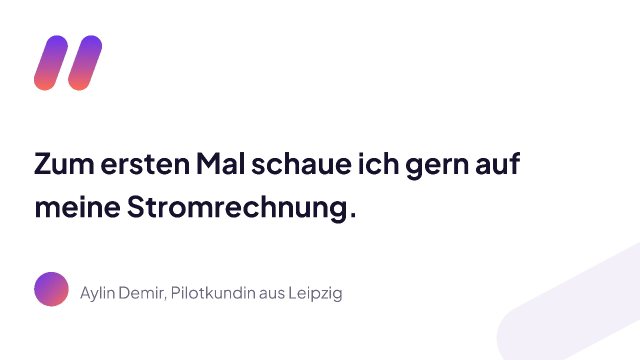 Zum ersten Mal schaue ich gern auf
meine Stromrechnung.
Aylin Demir, Pilotkundin aus Leipzig